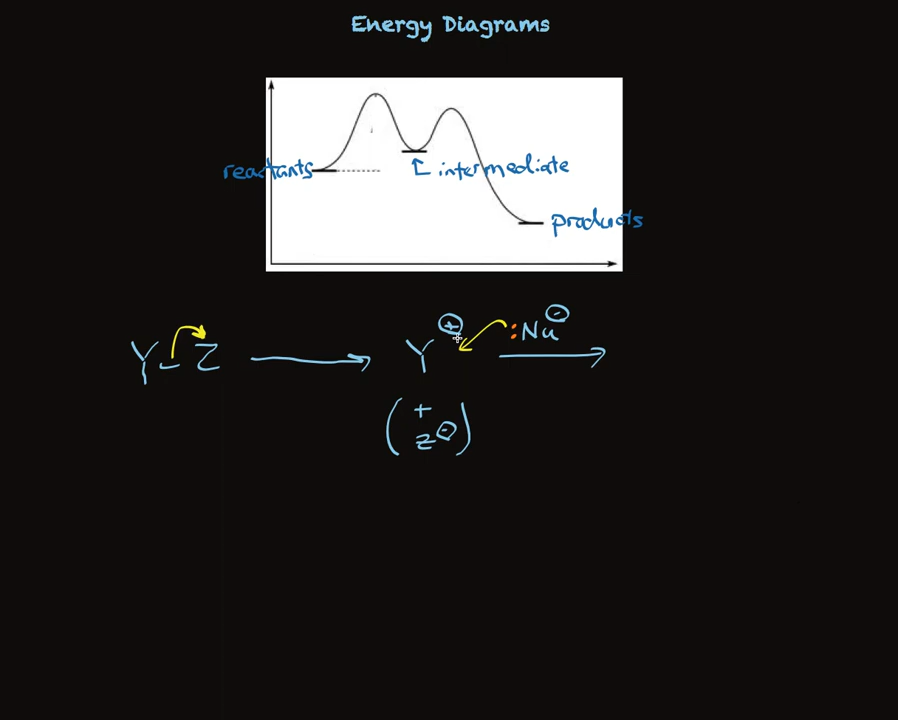 Energy Diagrams
reactants
intermediate
products
Y-Z
Y ⊕
:Nu ⊖
( +
Z ⊖ )